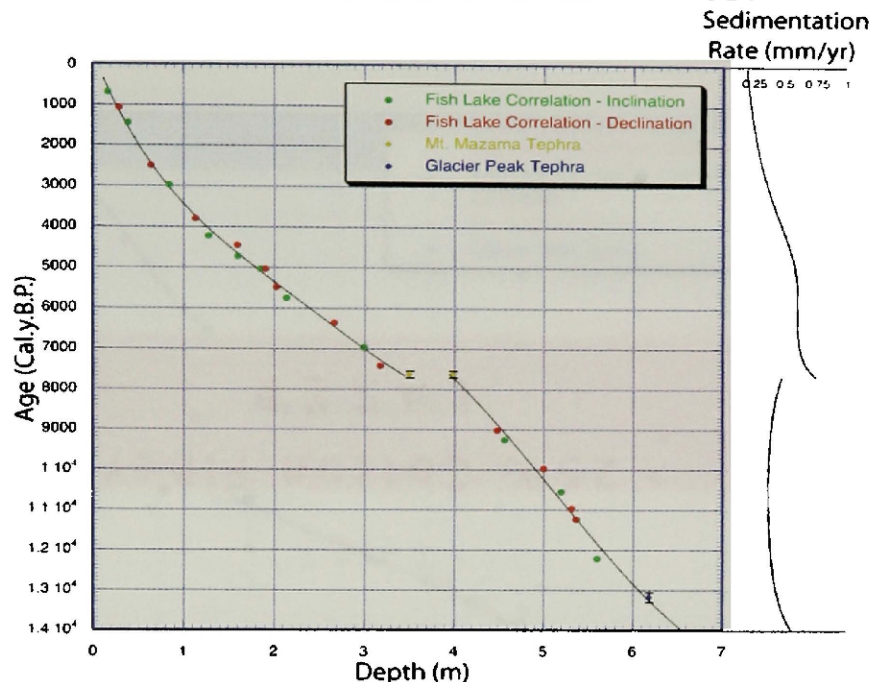 Sedimentation
Rate (mm/yr)
0.25 0.5 0.75 1
Fish Lake Correlation - Inclination
Fish Lake Correlation - Declination
Mt. Mazama Tephra
Glacier Peak Tephra
Age (Cal.y.B.P.)
0
1000
2000
3000
4000
5000
6000
7000
8000
9000
1 10⁴
1.1 10⁴
1.2 10⁴
1.3 10⁴
1.4 10⁴
0 1 2 3 4 5 6 7
Depth (m)